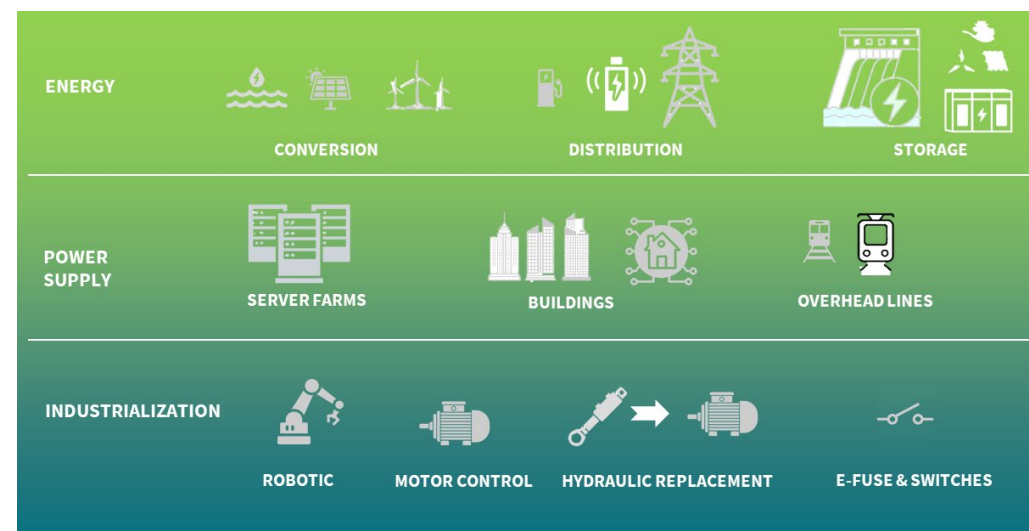 ENERGY
CONVERSION
DISTRIBUTION
STORAGE
POWER
SUPPLY
SERVER FARMS
BUILDINGS
OVERHEAD LINES
INDUSTRIALIZATION
ROBOTIC
MOTOR CONTROL
HYDRAULIC REPLACEMENT
E-FUSE & SWITCHES